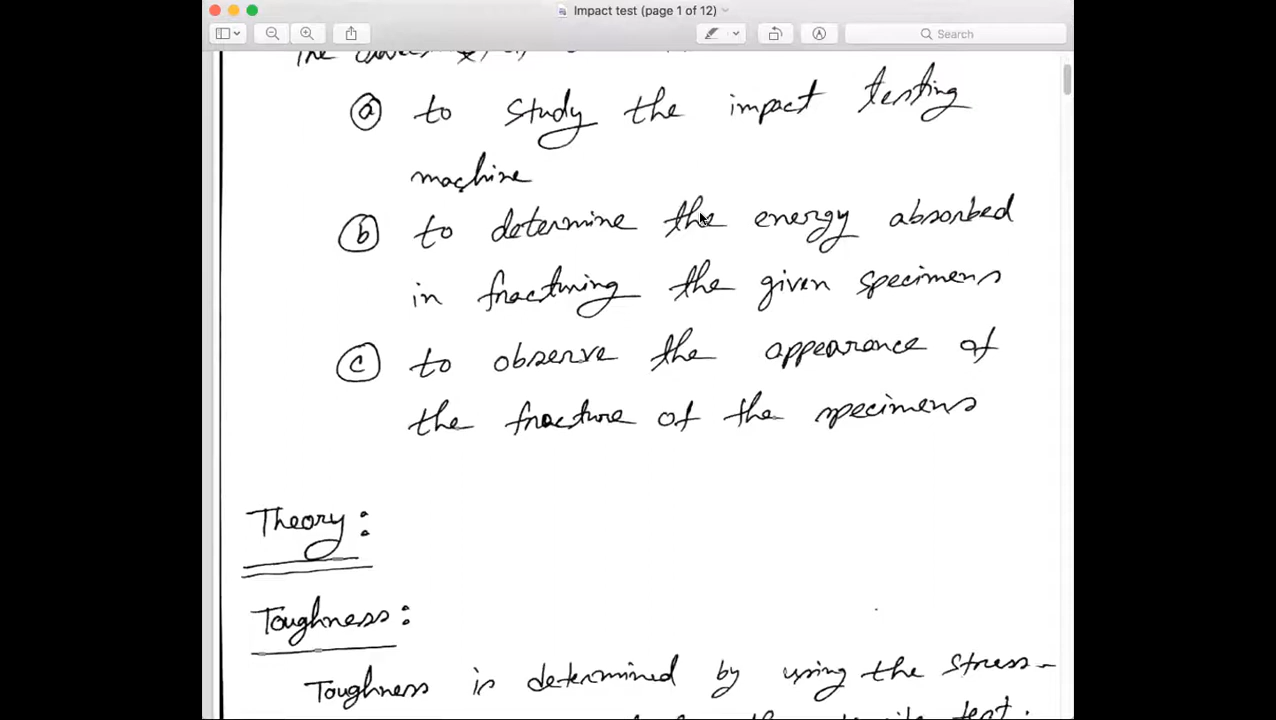 Impact test (page 1 of 12)
Search
The
(a) to study the impact testing
machine
(b) to determine the energy absorbed
in fracturing the given specimens
(c) to observe the appearance of
the fracture of the specimens
Theory:
Toughness:
Toughness is determined by using the stress-
test.